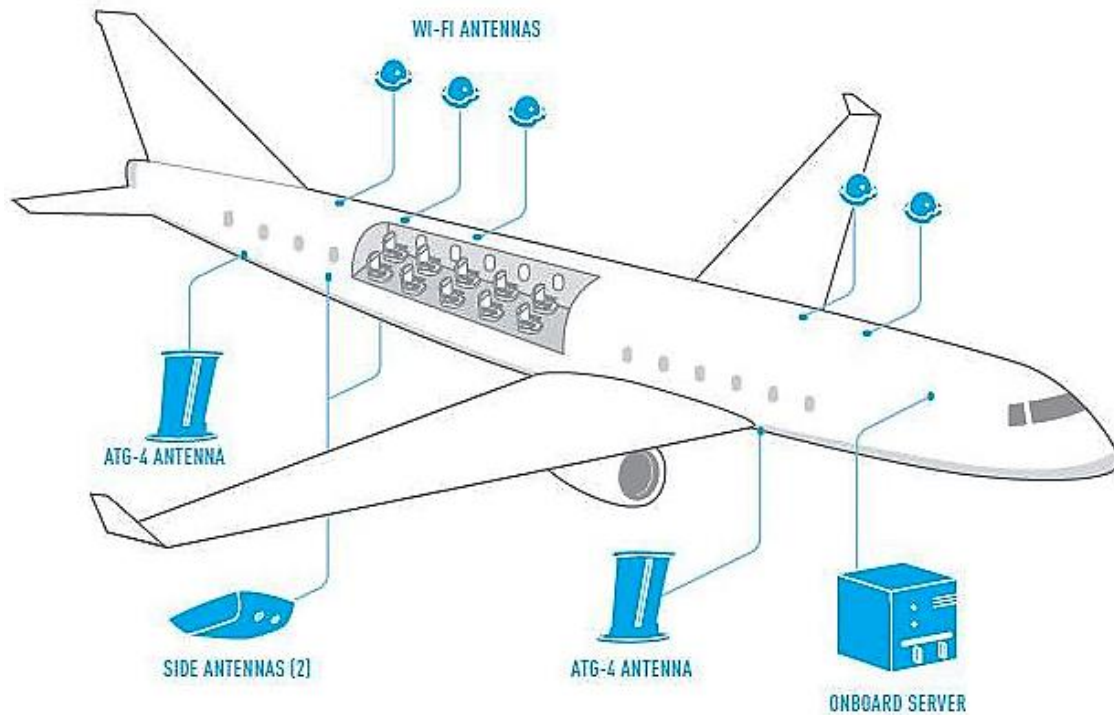 WI-FI ANTENNAS
ATG-4 ANTENNA
SIDE ANTENNAS (2)
ATG-4 ANTENNA
ONBOARD SERVER